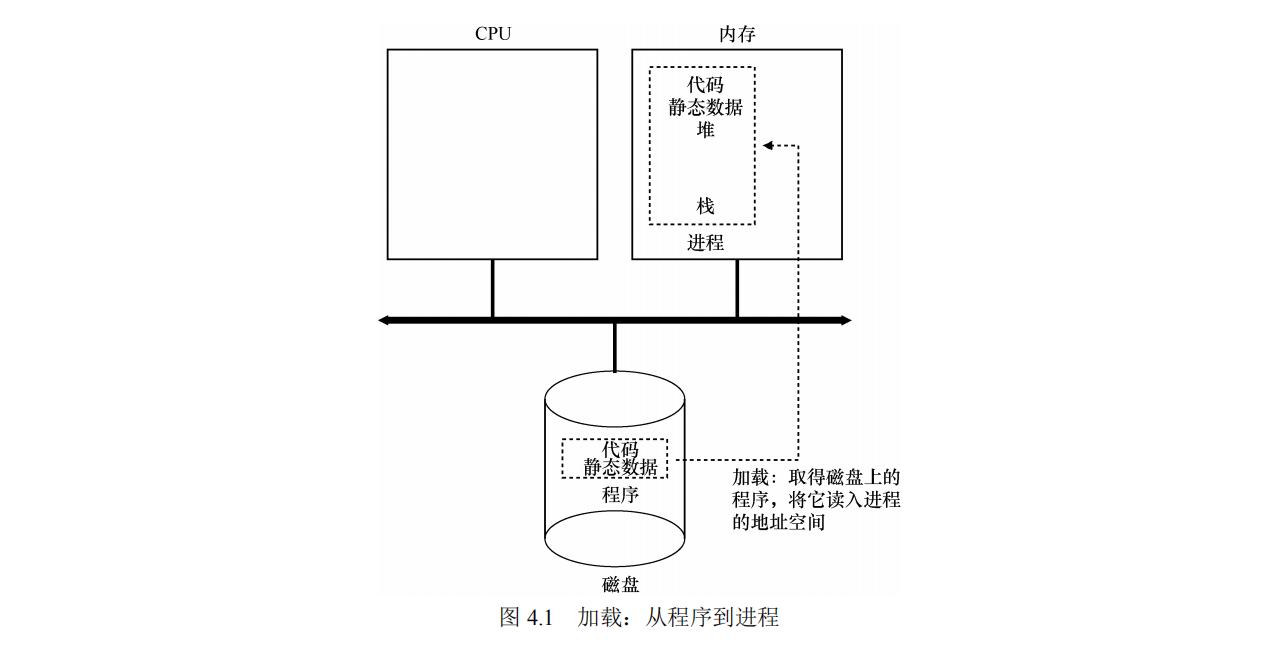 CPU
内存
代码
静态数据
堆
栈
进程
代码
静态数据
程序
加载：取得磁盘上的
程序，将它读入进程
的地址空间
磁盘
图 4.1 加载：从程序到进程